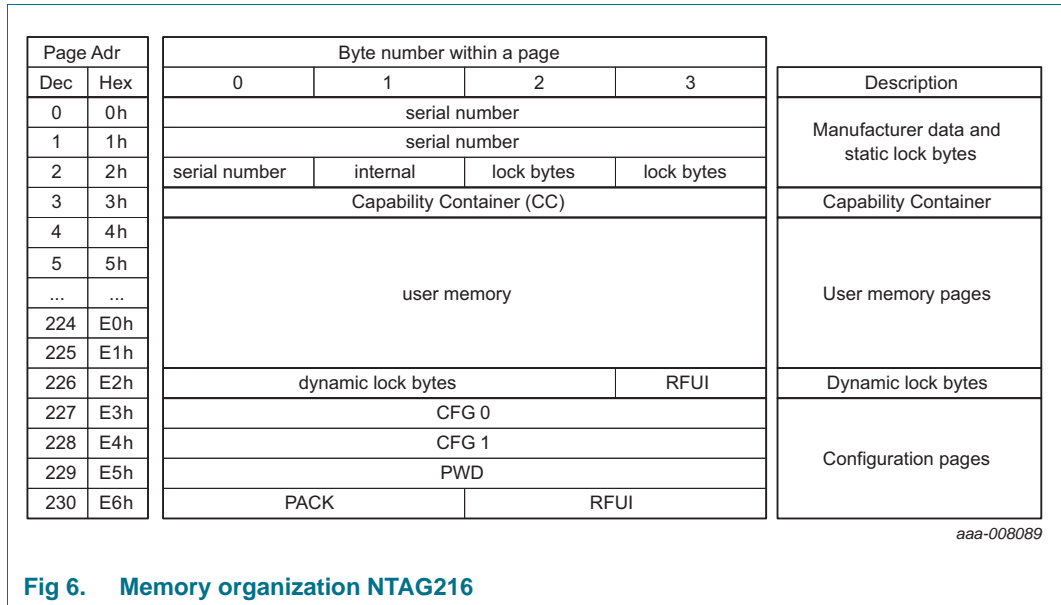 Page Adr Byte number within a page
Dec Hex 0 1 2 3 Description
0 0h serial number
1 1h serial number
Manufacturer data and
static lock bytes
2 2h serial number internal lock bytes lock bytes
3 3h Capability Container (CC) Capability Container
4 4h
5 5h
... ... user memory User memory pages
224 E0h
225 E1h
226 E2h dynamic lock bytes RFUI Dynamic lock bytes
227 E3h CFG 0
228 E4h CFG 1
Configuration pages
229 E5h PWD
230 E6h PACK RFUI
aaa-008089
Fig 6. Memory organization NTAG216